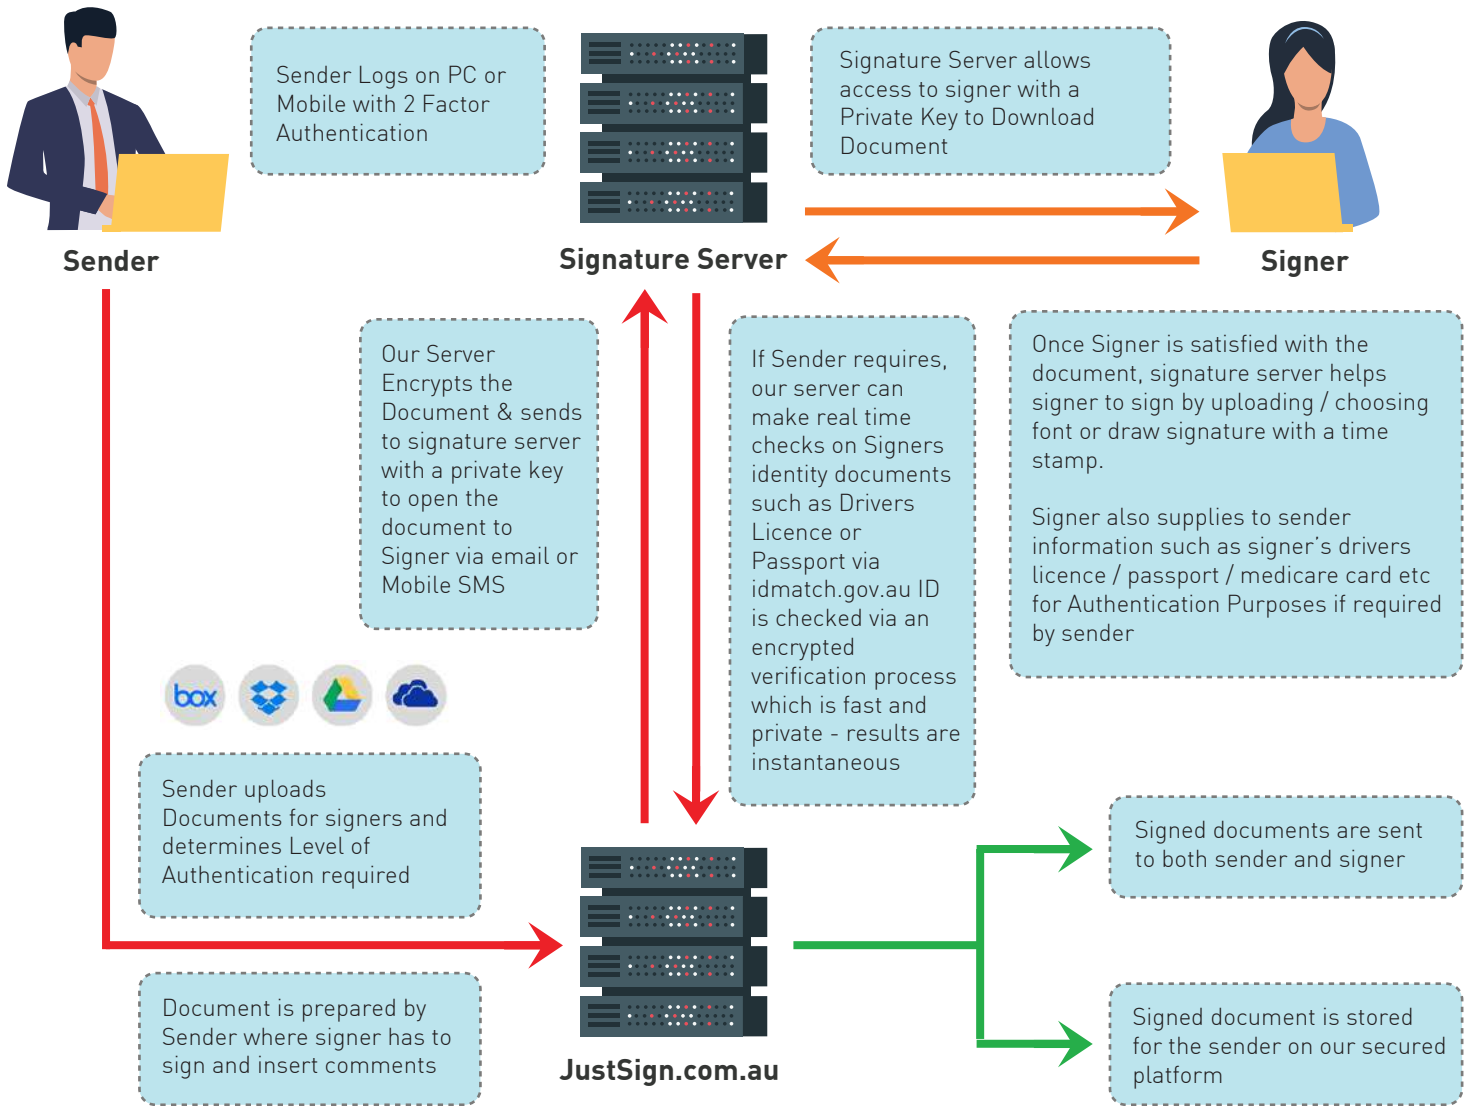 Sender Logs on PC or
Mobile with 2 Factor
Authentication
Signature Server allows
access to signer with a
Private Key to Download
Document
Sender
Signature Server
Signer
Our Server
Encrypts the
Document & sends
to signature server
with a private key
to open the
document to
Signer via email or
Mobile SMS
If Sender requires,
our server can
make real time
checks on Signers
identity documents
such as Drivers
Licence or
Passport via
idmatch.gov.au ID
is checked via an
encrypted
verification process
which is fast and
private - results are
instantaneous
Once Signer is satisfied with the
document, signature server helps
signer to sign by uploading / choosing
font or draw signature with a time
stamp.
Signer also supplies to sender
information such as signer's drivers
licence / passport / medicare card etc
for Authentication Purposes if required
by sender
box
Sender uploads
Documents for signers and
determines Level of
Authentication required
Document is prepared by
Sender where signer has to
sign and insert comments
JustSign.com.au
Signed documents are sent
to both sender and signer
Signed document is stored
for the sender on our secured
platform